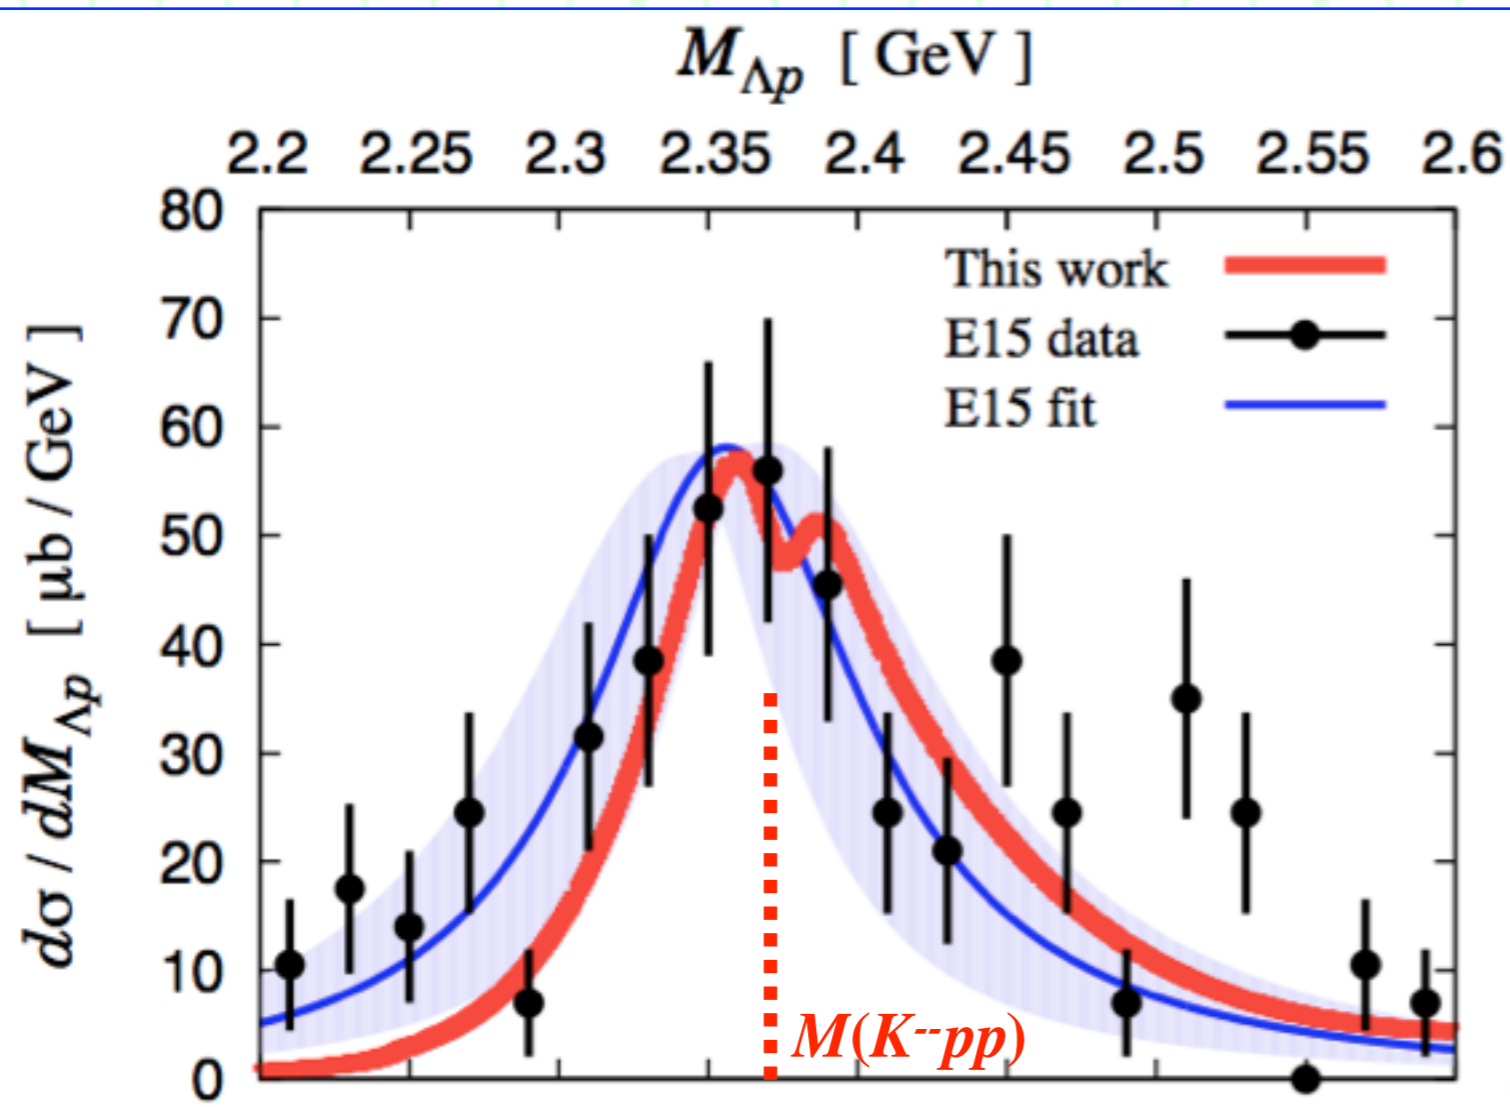 M_Λp [ GeV ]
2.2 2.25 2.3 2.35 2.4 2.45 2.5 2.55 2.6
80
70
60
50
40
30
20
10
0
dσ / dM_Λp [ μb / GeV ]
This work
E15 data
E15 fit
M(K--pp)